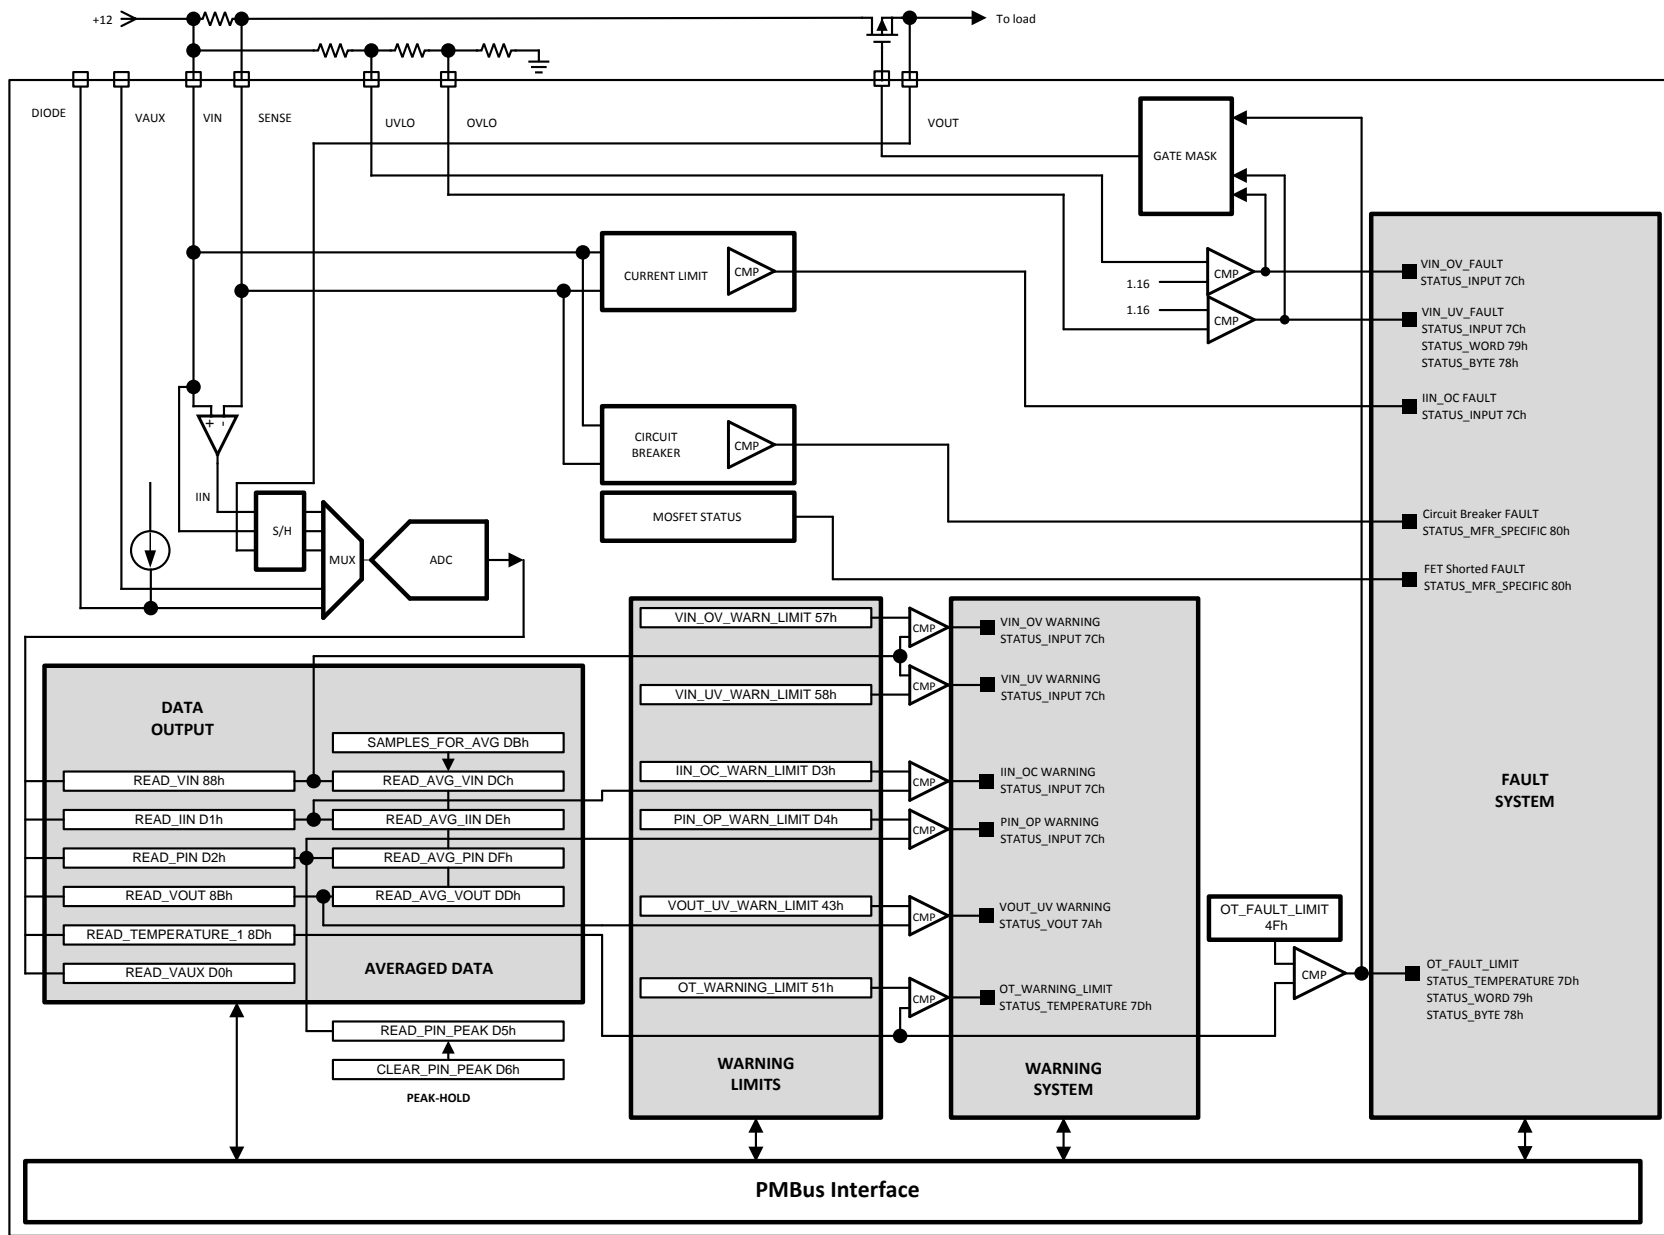 +12
To load
DIODE
VAUX
VIN
SENSE
UVLO
OVLO
VOUT
GATE MASK
CURRENT LIMIT
CMP
CMP
1.16
1.16
CMP
VIN_OV_FAULT
STATUS_INPUT 7Ch
VIN_UV_FAULT
STATUS_INPUT 7Ch
STATUS_WORD 79h
STATUS_BYTE 78h
IIN_OC FAULT
STATUS_INPUT 7Ch
+ -
CIRCUIT
BREAKER
CMP
IIN
S/H
MUX
ADC
MOSFET STATUS
Circuit Breaker FAULT
STATUS_MFR_SPECIFIC 80h
FET Shorted FAULT
STATUS_MFR_SPECIFIC 80h
DATA
OUTPUT
SAMPLES_FOR_AVG DBh
READ_VIN 88h
READ_AVG_VIN DCh
READ_IIN D1h
READ_AVG_IIN DEh
READ_PIN D2h
READ_AVG_PIN DFh
READ_VOUT 8Bh
READ_AVG_VOUT DDh
READ_TEMPERATURE_1 8Dh
READ_VAUX D0h
AVERAGED DATA
READ_PIN_PEAK D5h
CLEAR_PIN_PEAK D6h
PEAK-HOLD
VIN_OV_WARN_LIMIT 57h
CMP
VIN_OV WARNING
STATUS_INPUT 7Ch
VIN_UV_WARN_LIMIT 58h
CMP
VIN_UV WARNING
STATUS_INPUT 7Ch
IIN_OC_WARN_LIMIT D3h
CMP
IIN_OC WARNING
STATUS_INPUT 7Ch
PIN_OP_WARN_LIMIT D4h
CMP
PIN_OP WARNING
STATUS_INPUT 7Ch
VOUT_UV_WARN_LIMIT 43h
CMP
VOUT_UV WARNING
STATUS_VOUT 7Ah
OT_WARNING_LIMIT 51h
CMP
OT_WARNING_LIMIT
STATUS_TEMPERATURE 7Dh
WARNING
LIMITS
WARNING
SYSTEM
FAULT
SYSTEM
OT_FAULT_LIMIT
4Fh
CMP
OT_FAULT_LIMIT
STATUS_TEMPERATURE 7Dh
STATUS_WORD 79h
STATUS_BYTE 78h
PMBus Interface